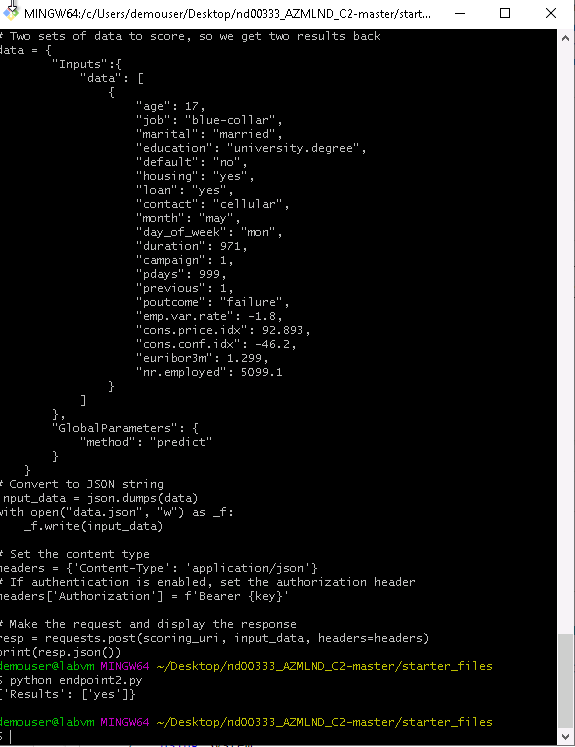 MINGW64:/c/Users/demouser/Desktop/nd00333_AZMLND_C2-master/starter...
# Two sets of data to score, so we get two results back
data = {
"Inputs":{
"data": [
{
"age": 17,
"job": "blue-collar",
"marital": "married",
"education": "university.degree",
"default": "no",
"housing": "yes",
"loan": "yes",
"contact": "cellular",
"month": "may",
"day_of_week": "mon",
"duration": 971,
"campaign": 1,
"pdays": 999,
"previous": 1,
"poutcome": "failure",
"emp.var.rate": -1.8,
"cons.price.idx": 92.893,
"cons.conf.idx": -46.2,
"euribor3m": 1.299,
"nr.employed": 5099.1
}
]
},
"GlobalParameters": {
"method": "predict"
}
}
# Convert to JSON string
input_data = json.dumps(data)
with open("data.json", "w") as _f:
_f.write(input_data)
# Set the content type
headers = {'Content-Type': 'application/json'}
# If authentication is enabled, set the authorization header
headers['Authorization'] = f'Bearer {key}'
# Make the request and display the response
resp = requests.post(scoring_uri, input_data, headers=headers)
print(resp.json())
demouser@labvm MINGW64 ~/Desktop/nd00333_AZMLND_C2-master/starter_files
$ python endpoint2.py
{'Results': ['yes']}
demouser@labvm MINGW64 ~/Desktop/nd00333_AZMLND_C2-master/starter_files
$